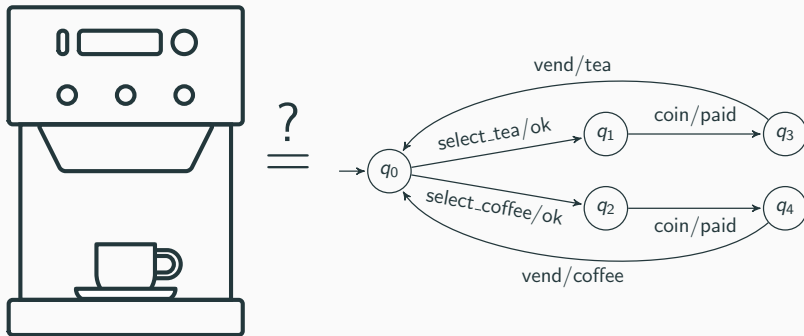 ?
=
vend/tea
select_tea/ok
q₁
coin/paid
q₃
q₀
select_coffee/ok
q₂
coin/paid
q₄
vend/coffee